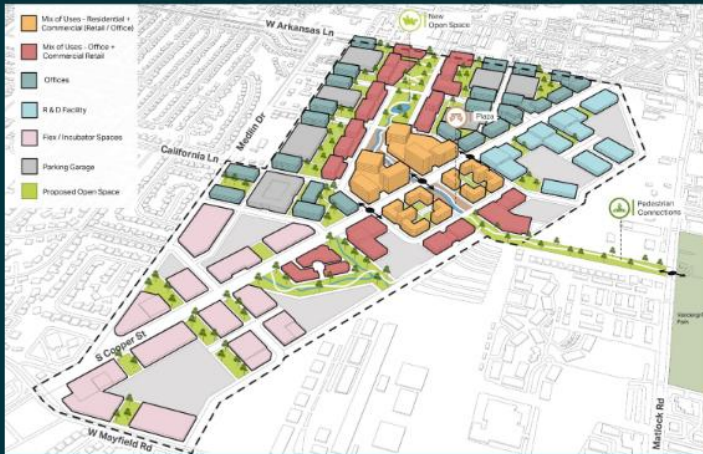 Mix of Uses - Residential +
Commercial (Retail / Office)
Mix of Uses - Office +
Commercial Retail
Offices
R & D Facility
Flex / Incubator Spaces
Parking Garage
Proposed Open Space
W Arkansas Ln
New
Open Space
Medlin Dr
California Ln
Plaza
Pedestrian
Connections
Park
S Cooper St
W Mayfield Rd
Matlock Rd